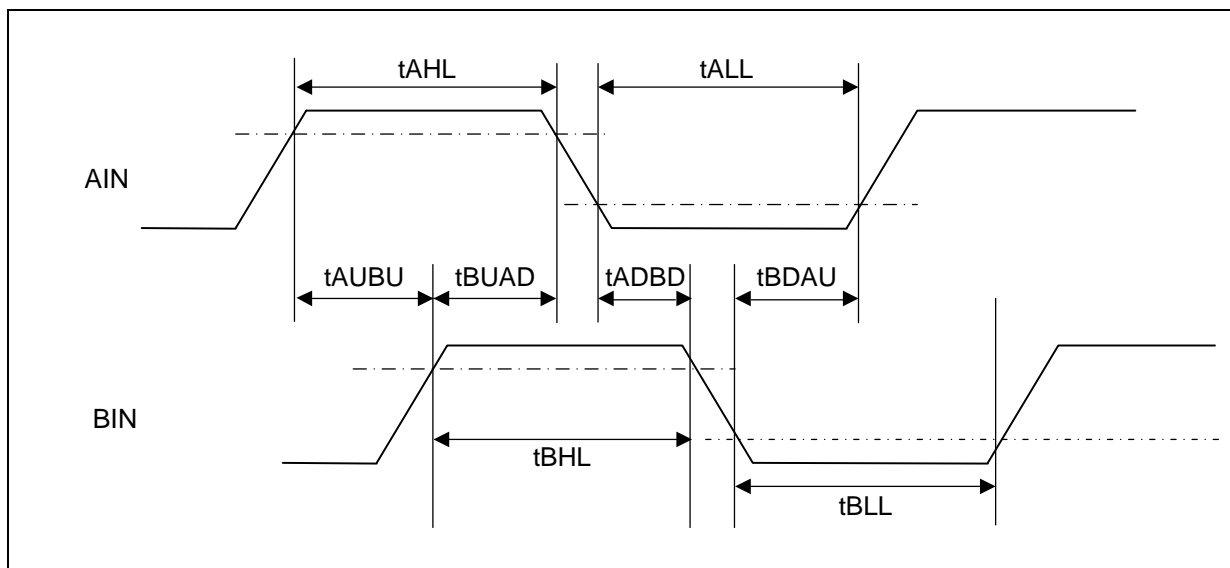 tAHL tALL
AIN
tAUBU tBUAD tADBD tBDAU
BIN
tBHL
tBLL